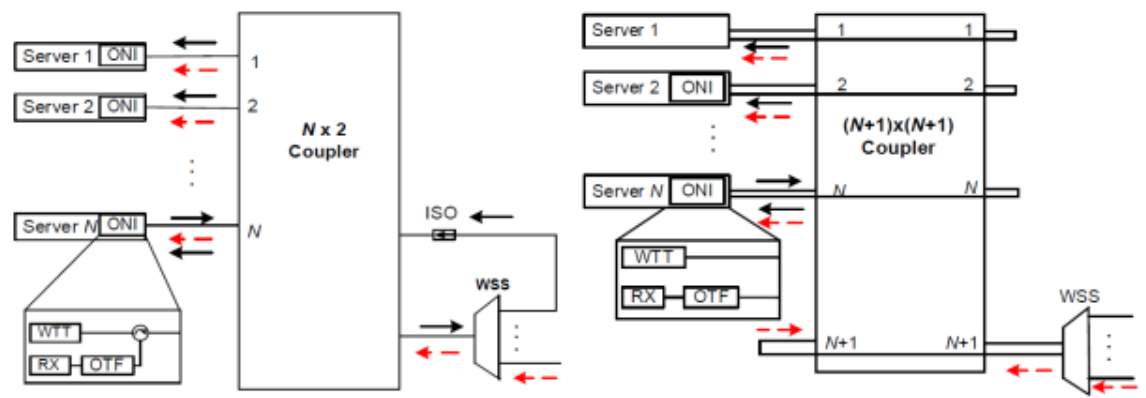 Server 1 ONI
1
Server 2 ONI
2
N x 2
Coupler
Server N ONI
N
ISO
WSS
WTT
RX OTF
Server 1
1 1
Server 2 ONI
2 2
(N+1)x(N+1)
Coupler
Server N ONI
N N
WTT
RX OTF
WSS
N+1 N+1